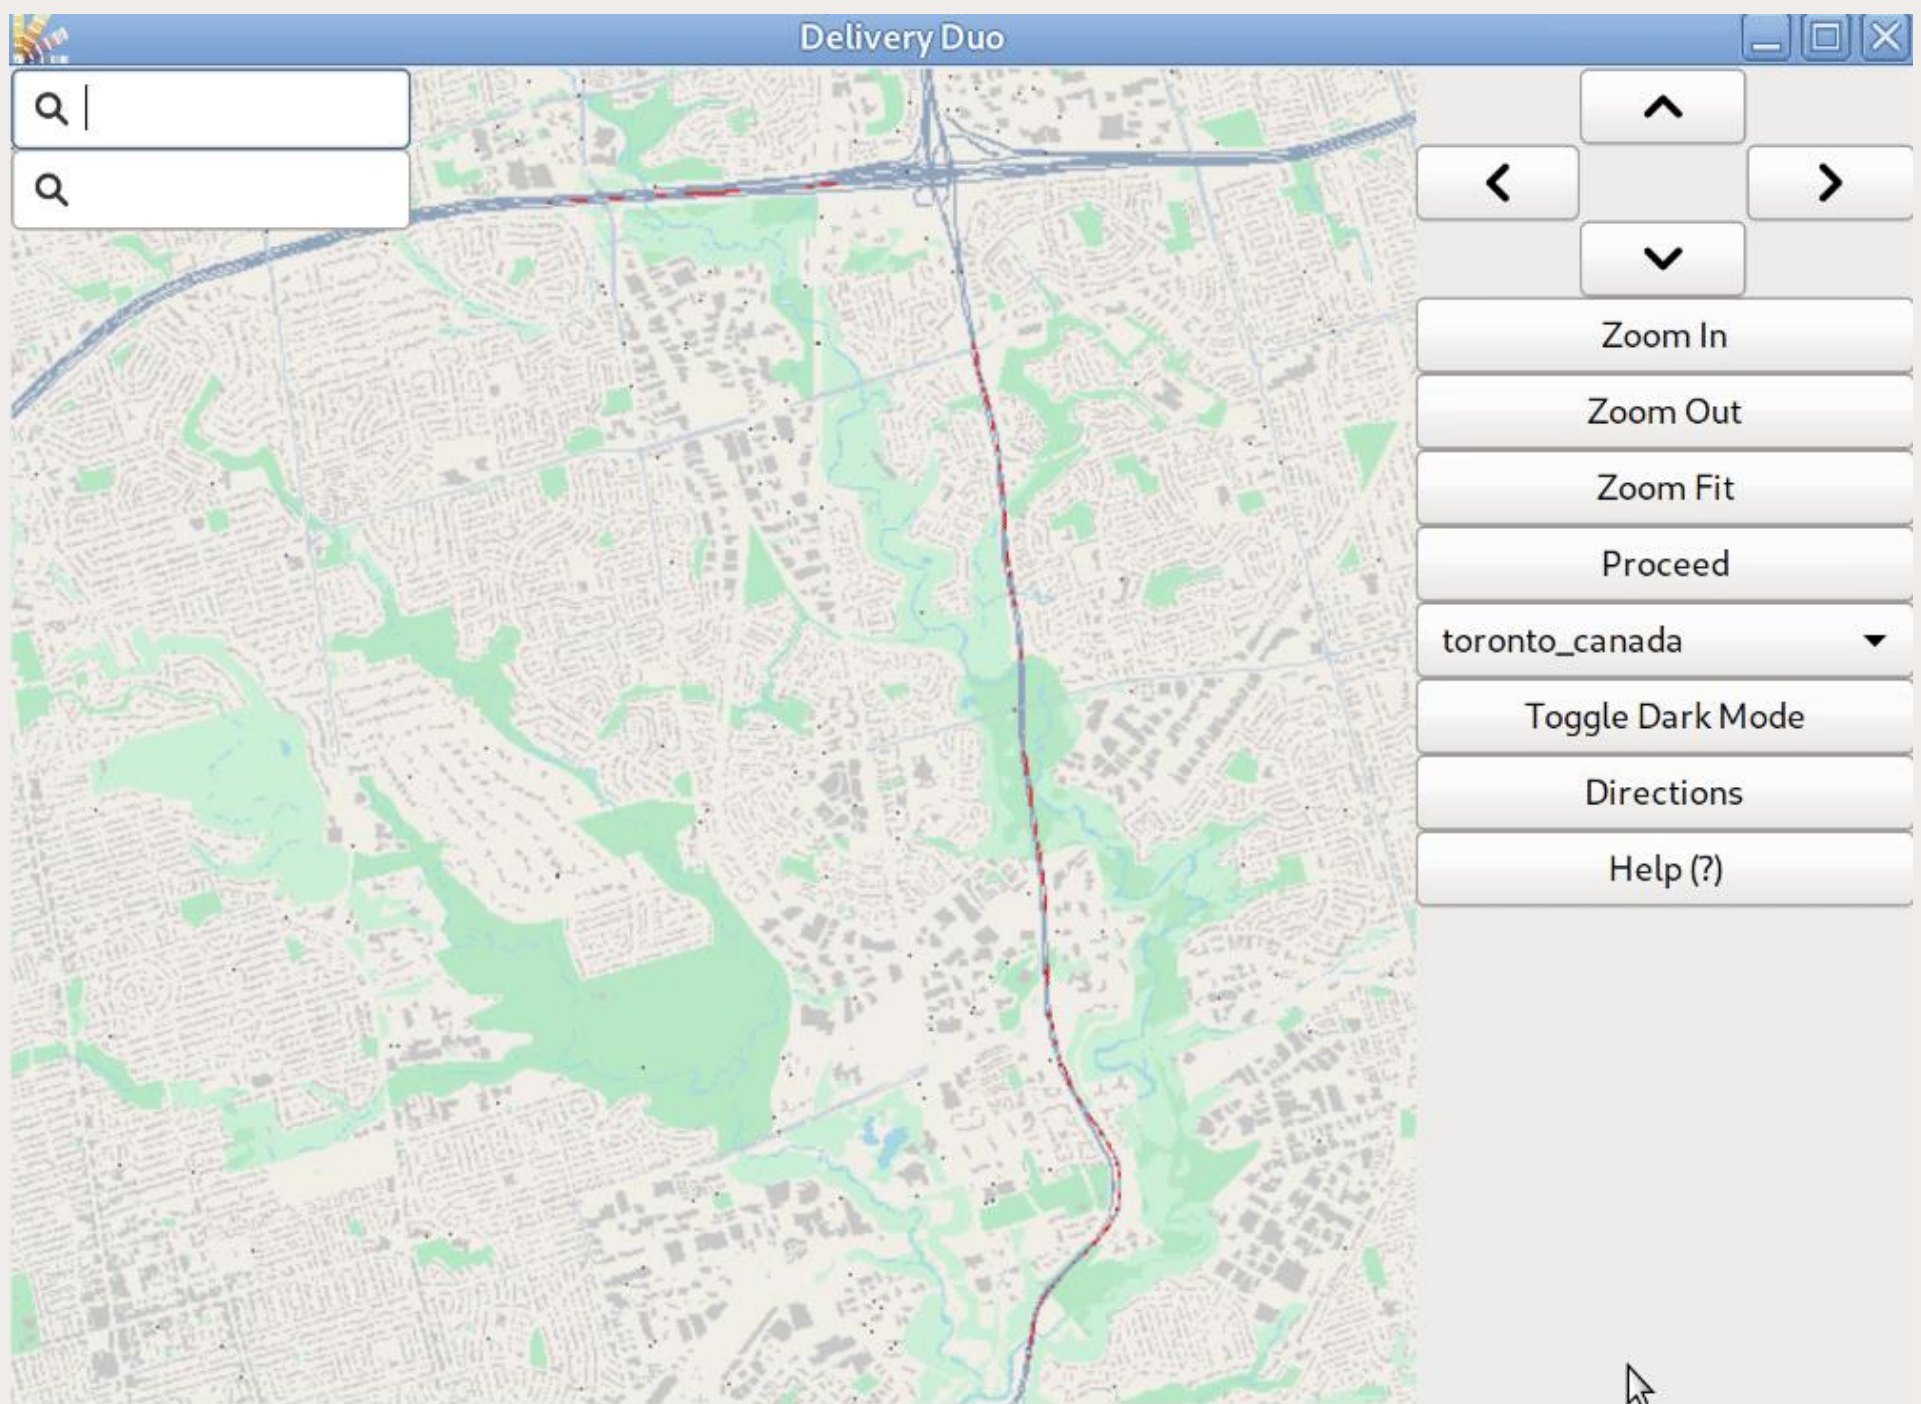 Delivery Duo
Zoom In
Zoom Out
Zoom Fit
Proceed
toronto_canada
Toggle Dark Mode
Directions
Help (?)